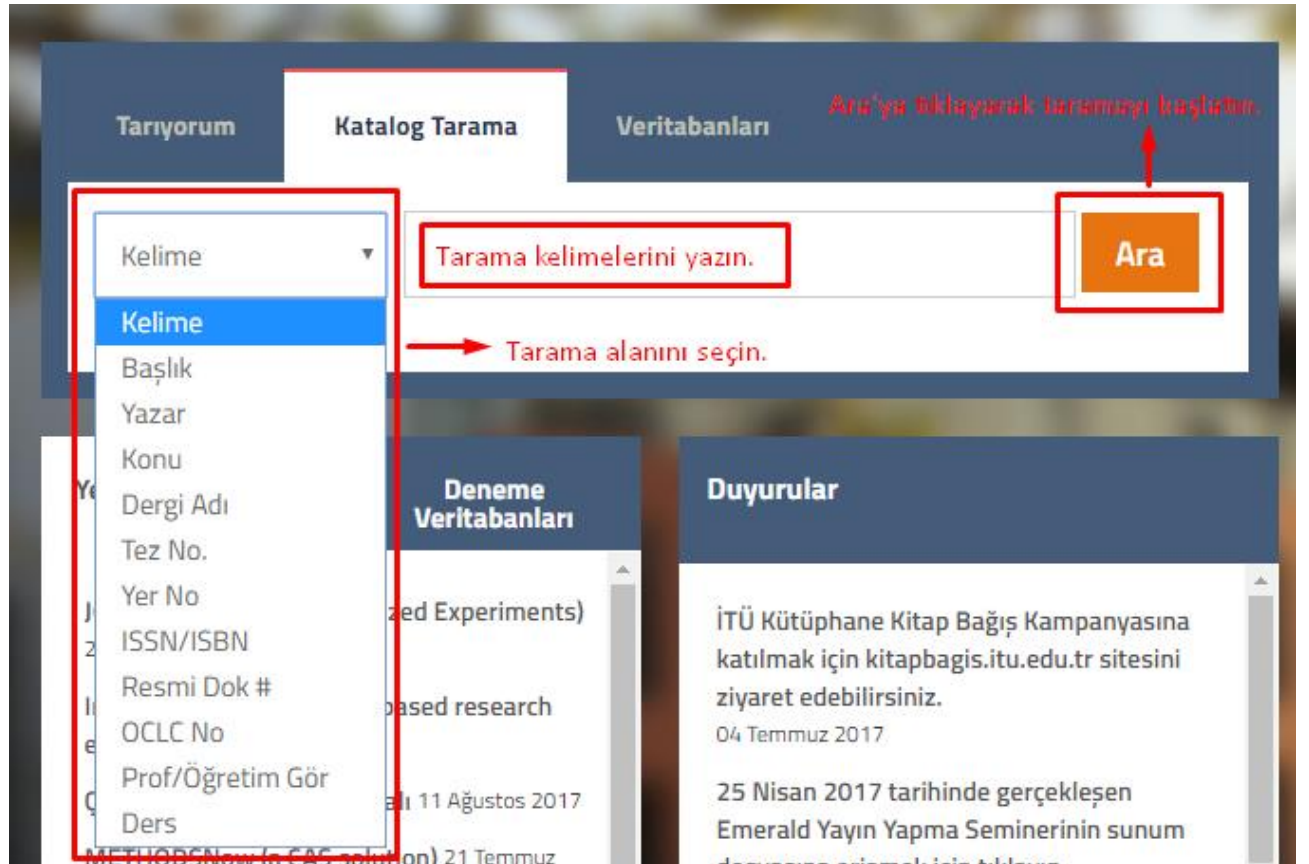 Tarıyorum
Katalog Tarama
Veritabanları
Ara'ya tıklayarak taramayı başlatın.
Kelime
Tarama kelimelerini yazın.
Ara
Tarama alanını seçin.
Kelime
Başlık
Yazar
Konu
Dergi Adı
Tez No.
Yer No
ISSN/ISBN
Resmi Dok #
OCLC No
Prof/Öğretim Gör
Ders
Deneme
Veritabanları
zed Experiments)
based research
11 Ağustos 2017
METHODSNow (a CAS solution) 21 Temmuz
Duyurular
İTÜ Kütüphane Kitap Bağış Kampanyasına
katılmak için kitapbagis.itu.edu.tr sitesini
ziyaret edebilirsiniz.
04 Temmuz 2017
25 Nisan 2017 tarihinde gerçekleşen
Emerald Yayın Yapma Seminerinin sunum